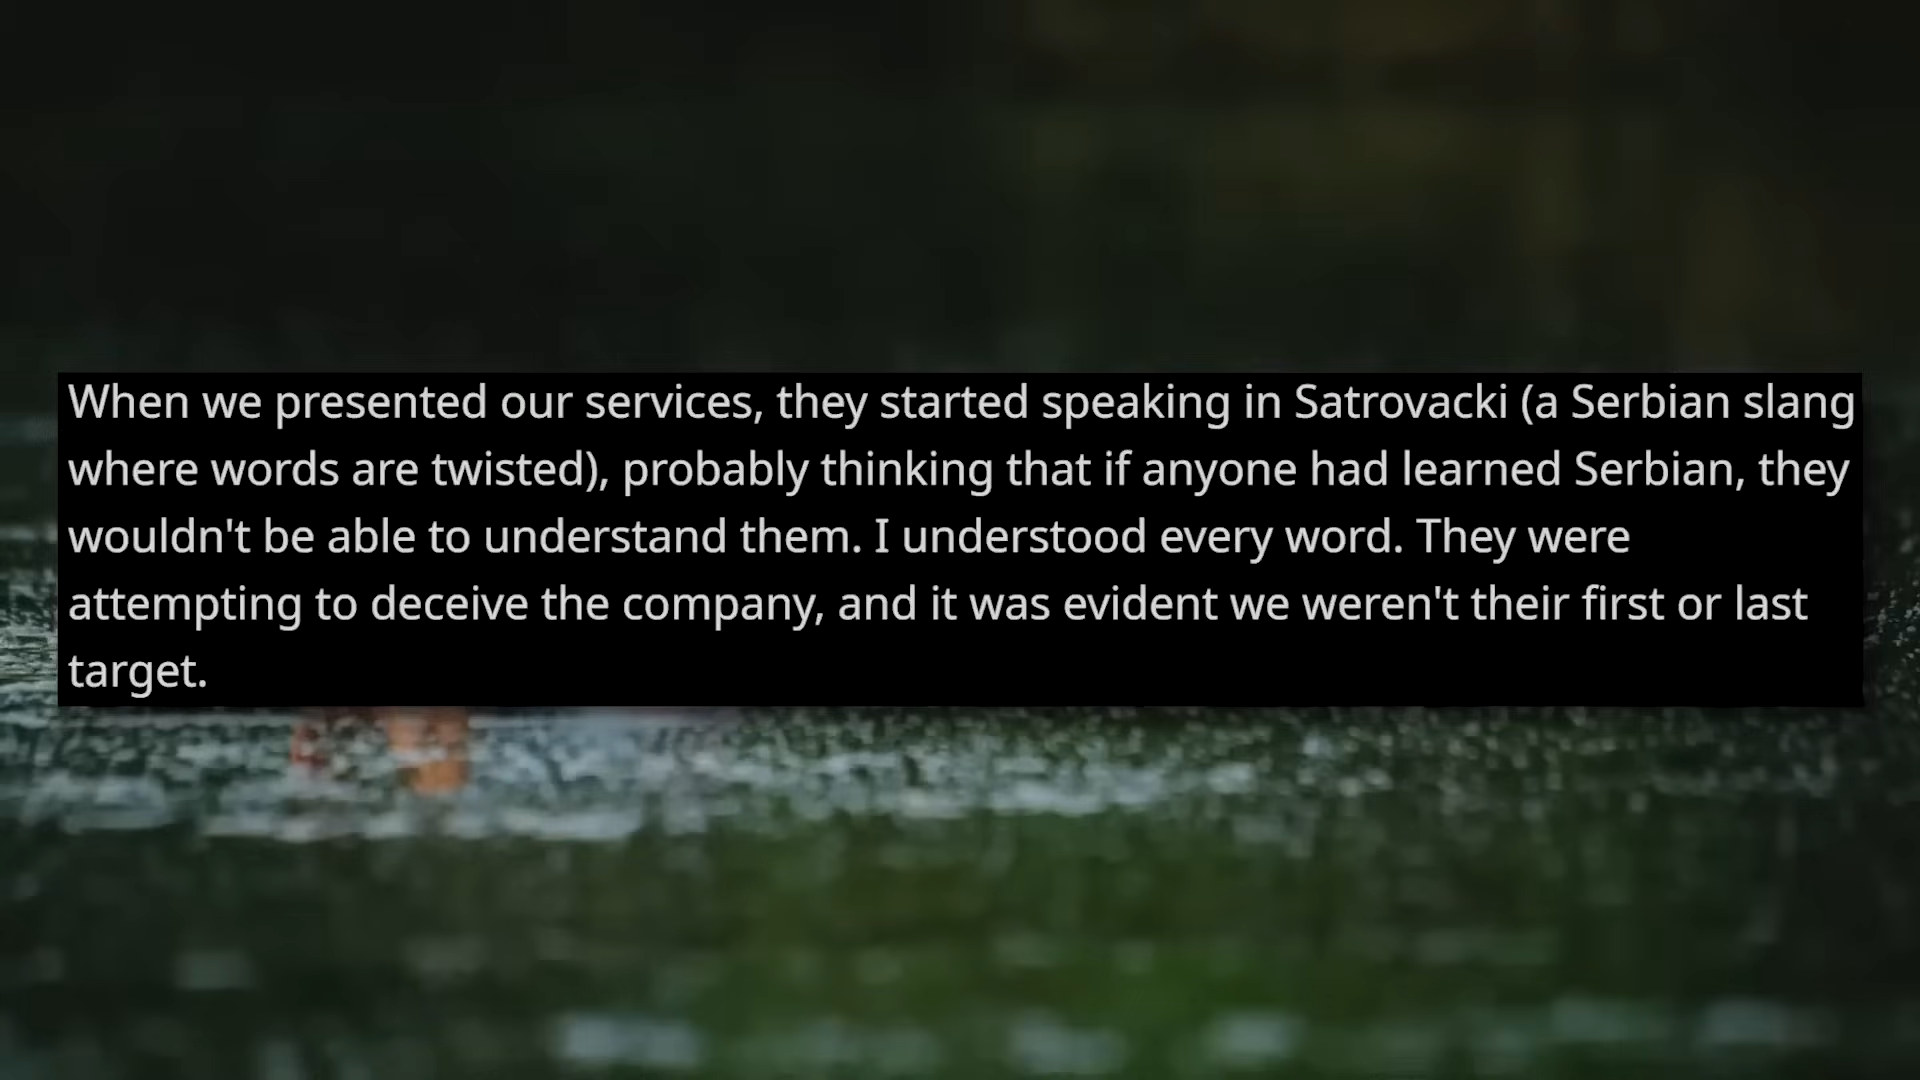 When we presented our services, they started speaking in Satrovacki (a Serbian slang
where words are twisted), probably thinking that if anyone had learned Serbian, they
wouldn't be able to understand them. I understood every word. They were
attempting to deceive the company, and it was evident we weren't their first or last
target.